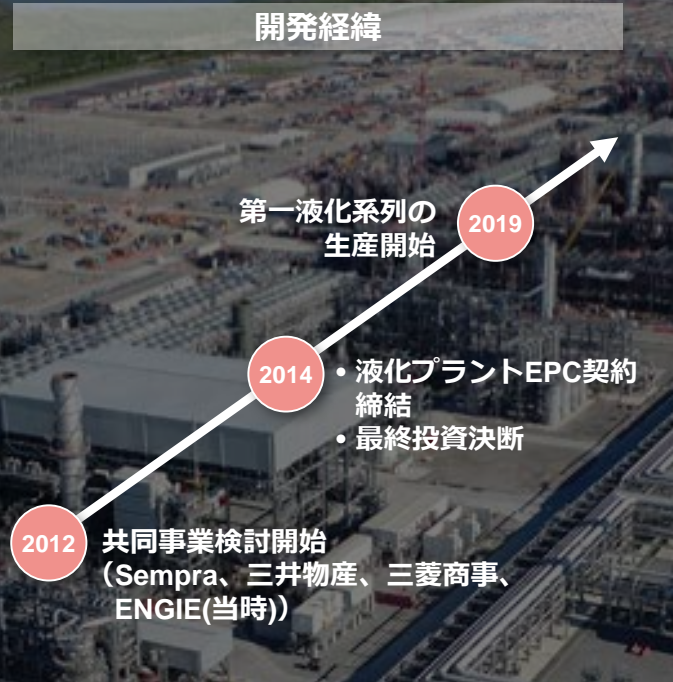 開発経緯
第一液化系列の
生産開始
2019
2014
• 液化プラントEPC契約
締結
• 最終投資決断
2012
共同事業検討開始
（Sempra、三井物産、三菱商事、
ENGIE(当時)）